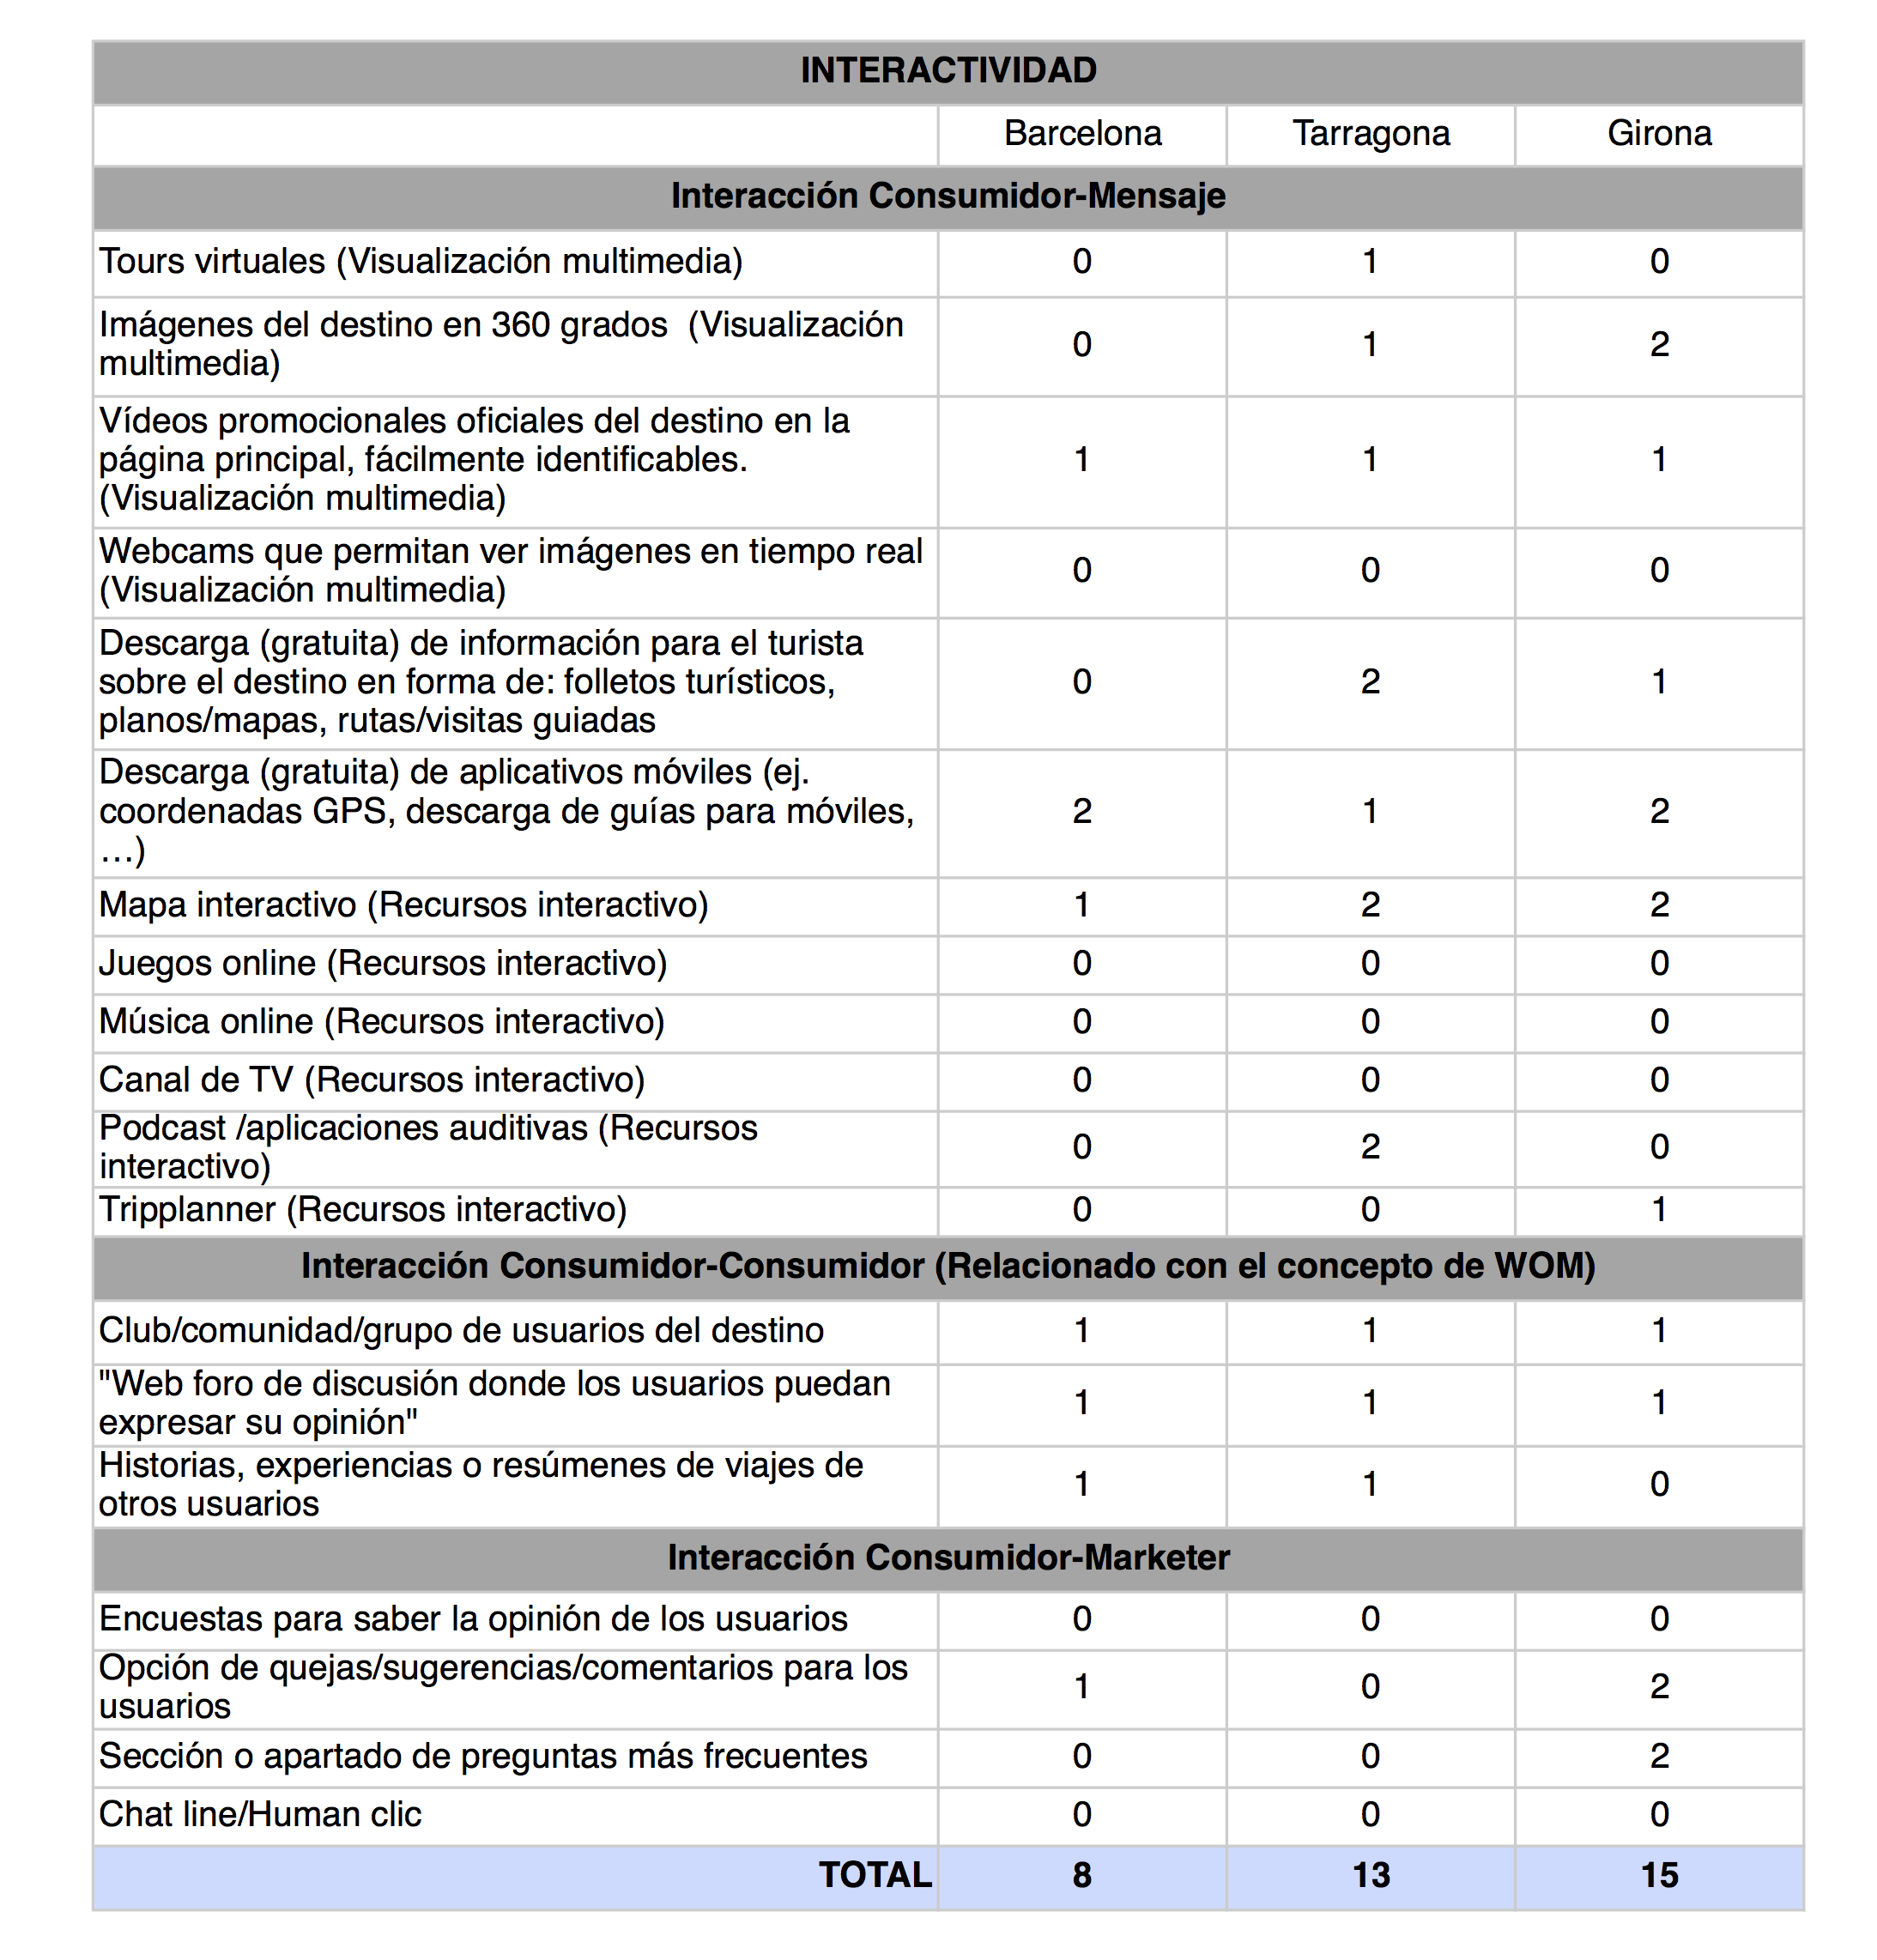 INTERACTIVIDAD
Barcelona Tarragona Girona
Interacción Consumidor-Mensaje
Tours virtuales (Visualización multimedia) 0 1 0
Imágenes del destino en 360 grados  (Visualización
multimedia) 0 1 2
Vídeos promocionales oficiales del destino en la
página principal, fácilmente identificables. 1 1 1
(Visualización multimedia)
Webcams que permitan ver imágenes en tiempo real
(Visualización multimedia) 0 0 0
Descarga (gratuita) de información para el turista
sobre el destino en forma de: folletos turísticos, 0 2 1
planos/mapas, rutas/visitas guiadas
Descarga (gratuita) de aplicativos móviles (ej.
coordenadas GPS, descarga de guías para móviles, 2 1 2
…)
Mapa interactivo (Recursos interactivo) 1 2 2
Juegos online (Recursos interactivo) 0 0 0
Música online (Recursos interactivo) 0 0 0
Canal de TV (Recursos interactivo) 0 0 0
Podcast /aplicaciones auditivas (Recursos
interactivo) 0 2 0
Tripplanner (Recursos interactivo) 0 0 1
Interacción Consumidor-Consumidor (Relacionado con el concepto de WOM)
Club/comunidad/grupo de usuarios del destino 1 1 1
"Web foro de discusión donde los usuarios puedan
expresar su opinión" 1 1 1
Historias, experiencias o resúmenes de viajes de
otros usuarios 1 1 0
Interacción Consumidor-Marketer
Encuestas para saber la opinión de los usuarios 0 0 0
Opción de quejas/sugerencias/comentarios para los
usuarios 1 0 2
Sección o apartado de preguntas más frecuentes 0 0 2
Chat line/Human clic 0 0 0
TOTAL 8 13 15